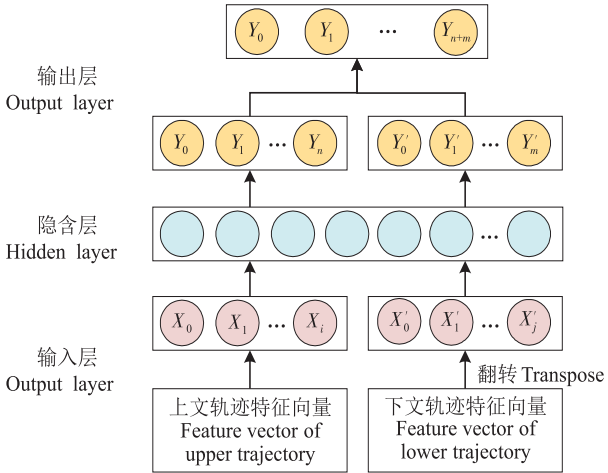 Y0 Y1 ... Yn+m
输出层
Output layer
Y0 Y1 ... Yn Y′0 Y′1 ... Y′m
隐含层
Hidden layer
...
X0 X1 ... Xi X′0 X′1 ... X′j
输入层
Output layer
翻转 Transpose
上文轨迹特征向量
Feature vector of
upper trajectory
下文轨迹特征向量
Feature vector of
lower trajectory